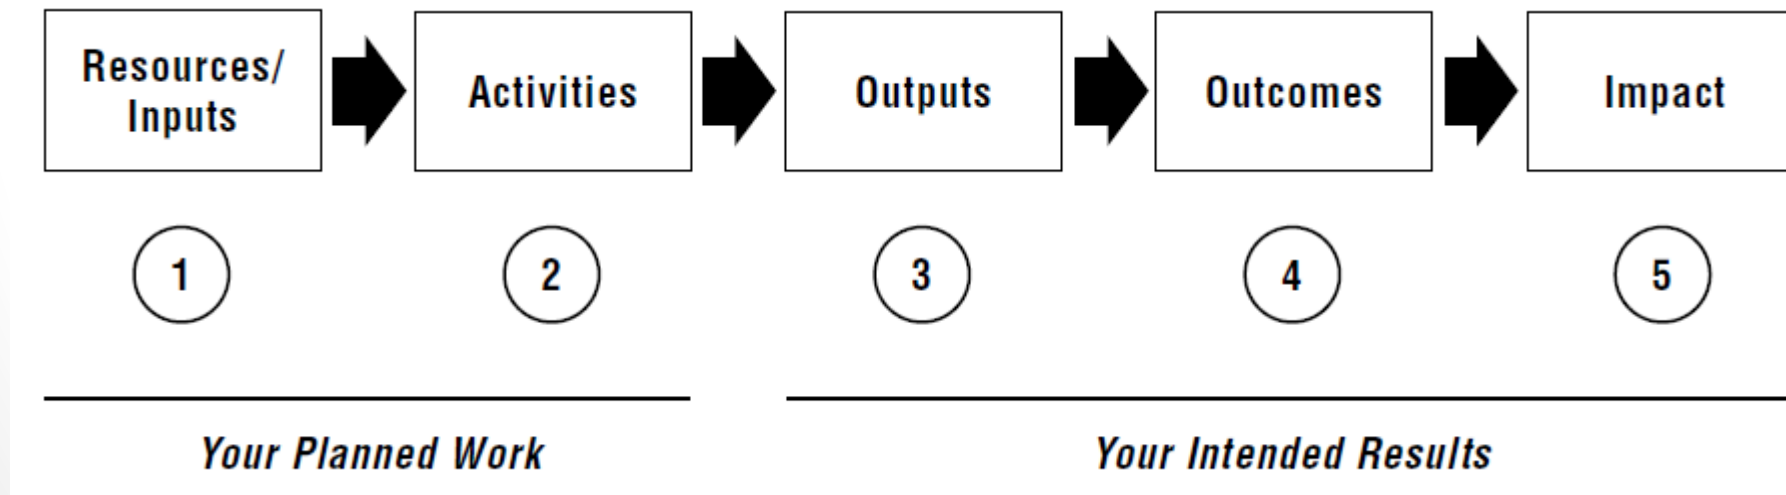 Resources/
Inputs
Activities
Outputs
Outcomes
Impact
1
2
3
4
5
Your Planned Work
Your Intended Results